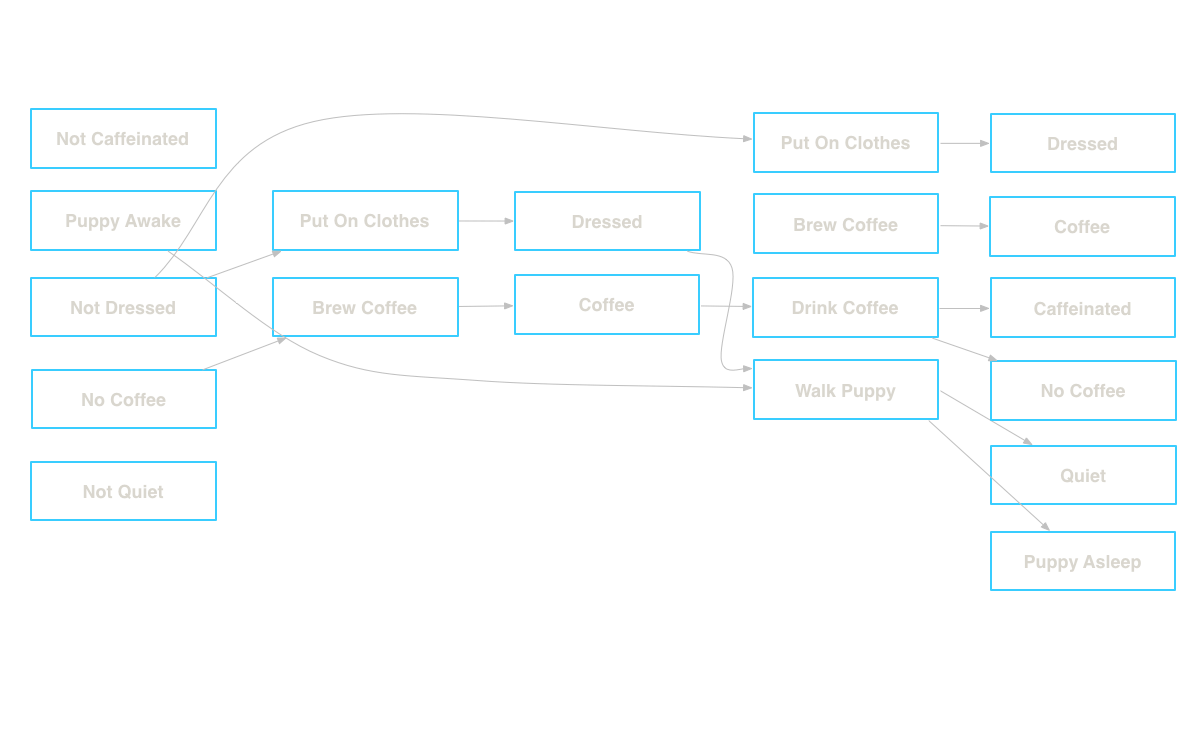 Not Caffeinated
Puppy Awake
Not Dressed
No Coffee
Not Quiet
Put On Clothes
Brew Coffee
Dressed
Coffee
Put On Clothes
Brew Coffee
Drink Coffee
Walk Puppy
Dressed
Coffee
Caffeinated
No Coffee
Quiet
Puppy Asleep